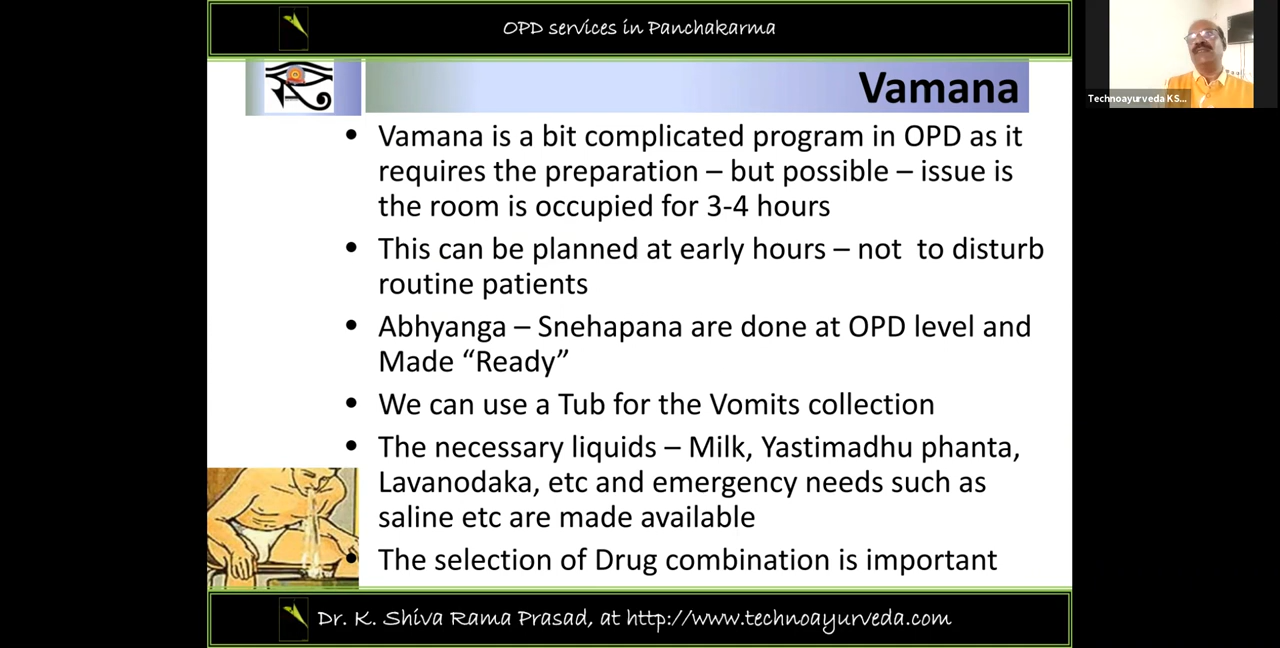 OPD services in Panchakarma
Vamana
• Vamana is a bit complicated program in OPD as it
requires the preparation – but possible – issue is
the room is occupied for 3-4 hours
• This can be planned at early hours – not  to disturb
routine patients
• Abhyanga – Snehapana are done at OPD level and
Made “Ready”
• We can use a Tub for the Vomits collection
• The necessary liquids – Milk, Yastimadhu phanta,
Lavanodaka, etc and emergency needs such as
saline etc are made available
• The selection of Drug combination is important
Dr. K. Shiva Rama Prasad, at http://www.technoayurveda.com
Technoayurveda KS...